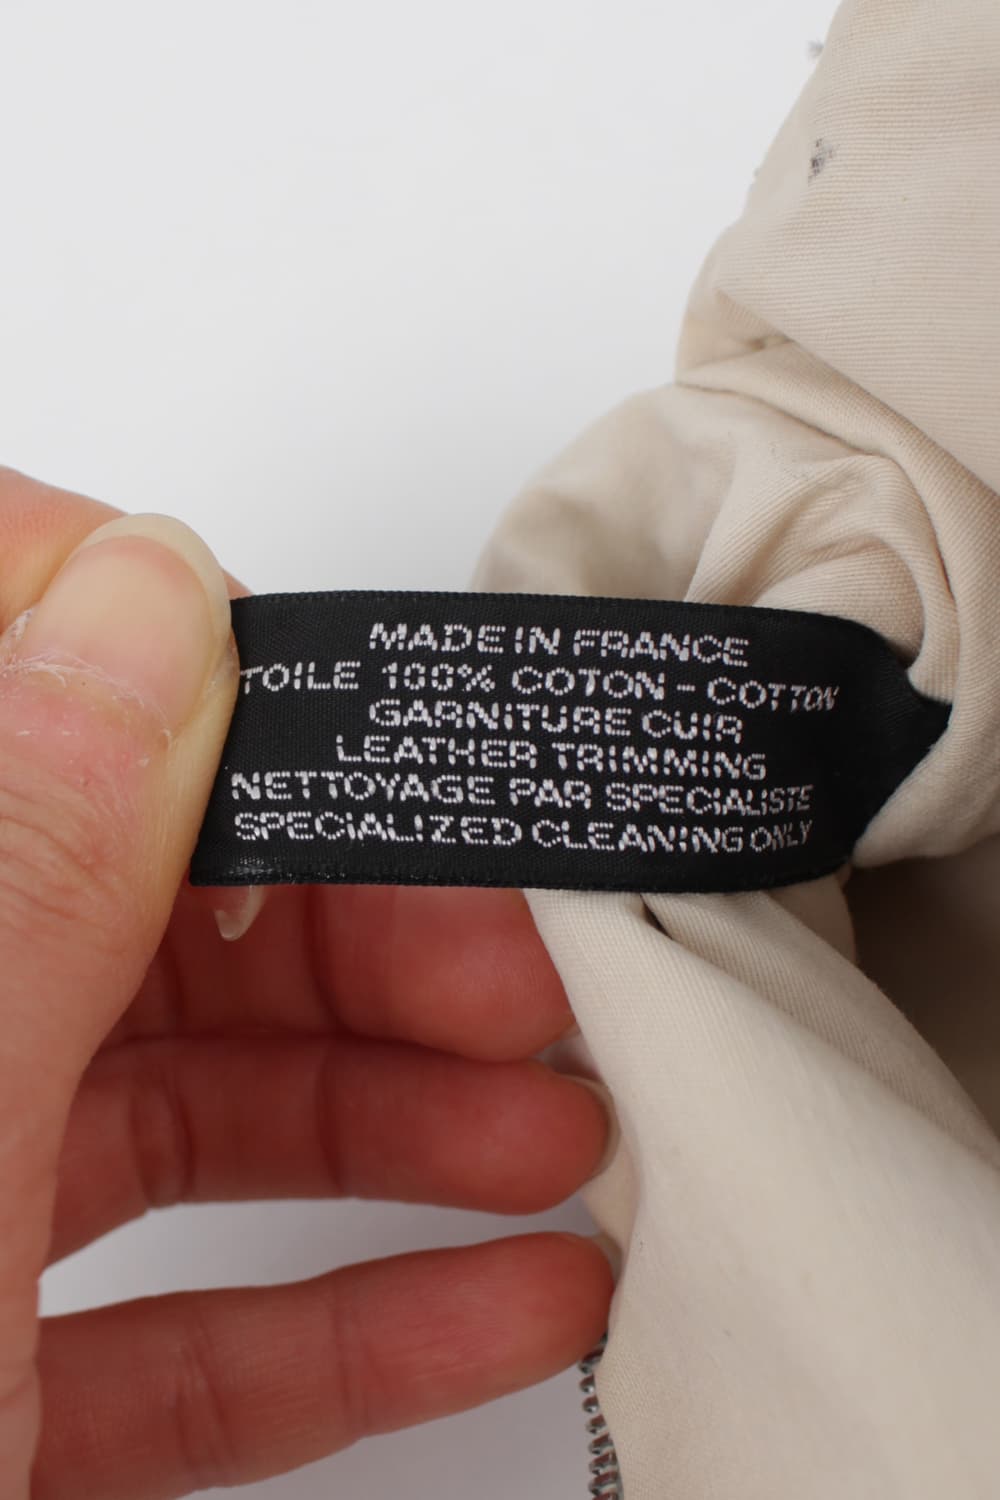 MADE IN FRANCE
TOILE 100% COTON - COTTON
GARNITURE CUIR
LEATHER TRIMMING
NETTOYAGE PAR SPECIALISTE
SPECIALIZED CLEANING ONLY